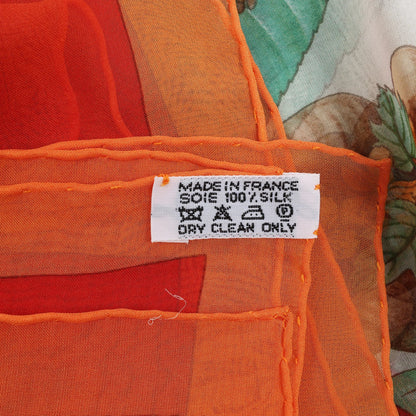 MADE IN FRANCE
SOIE 100% SILK
DRY CLEAN ONLY